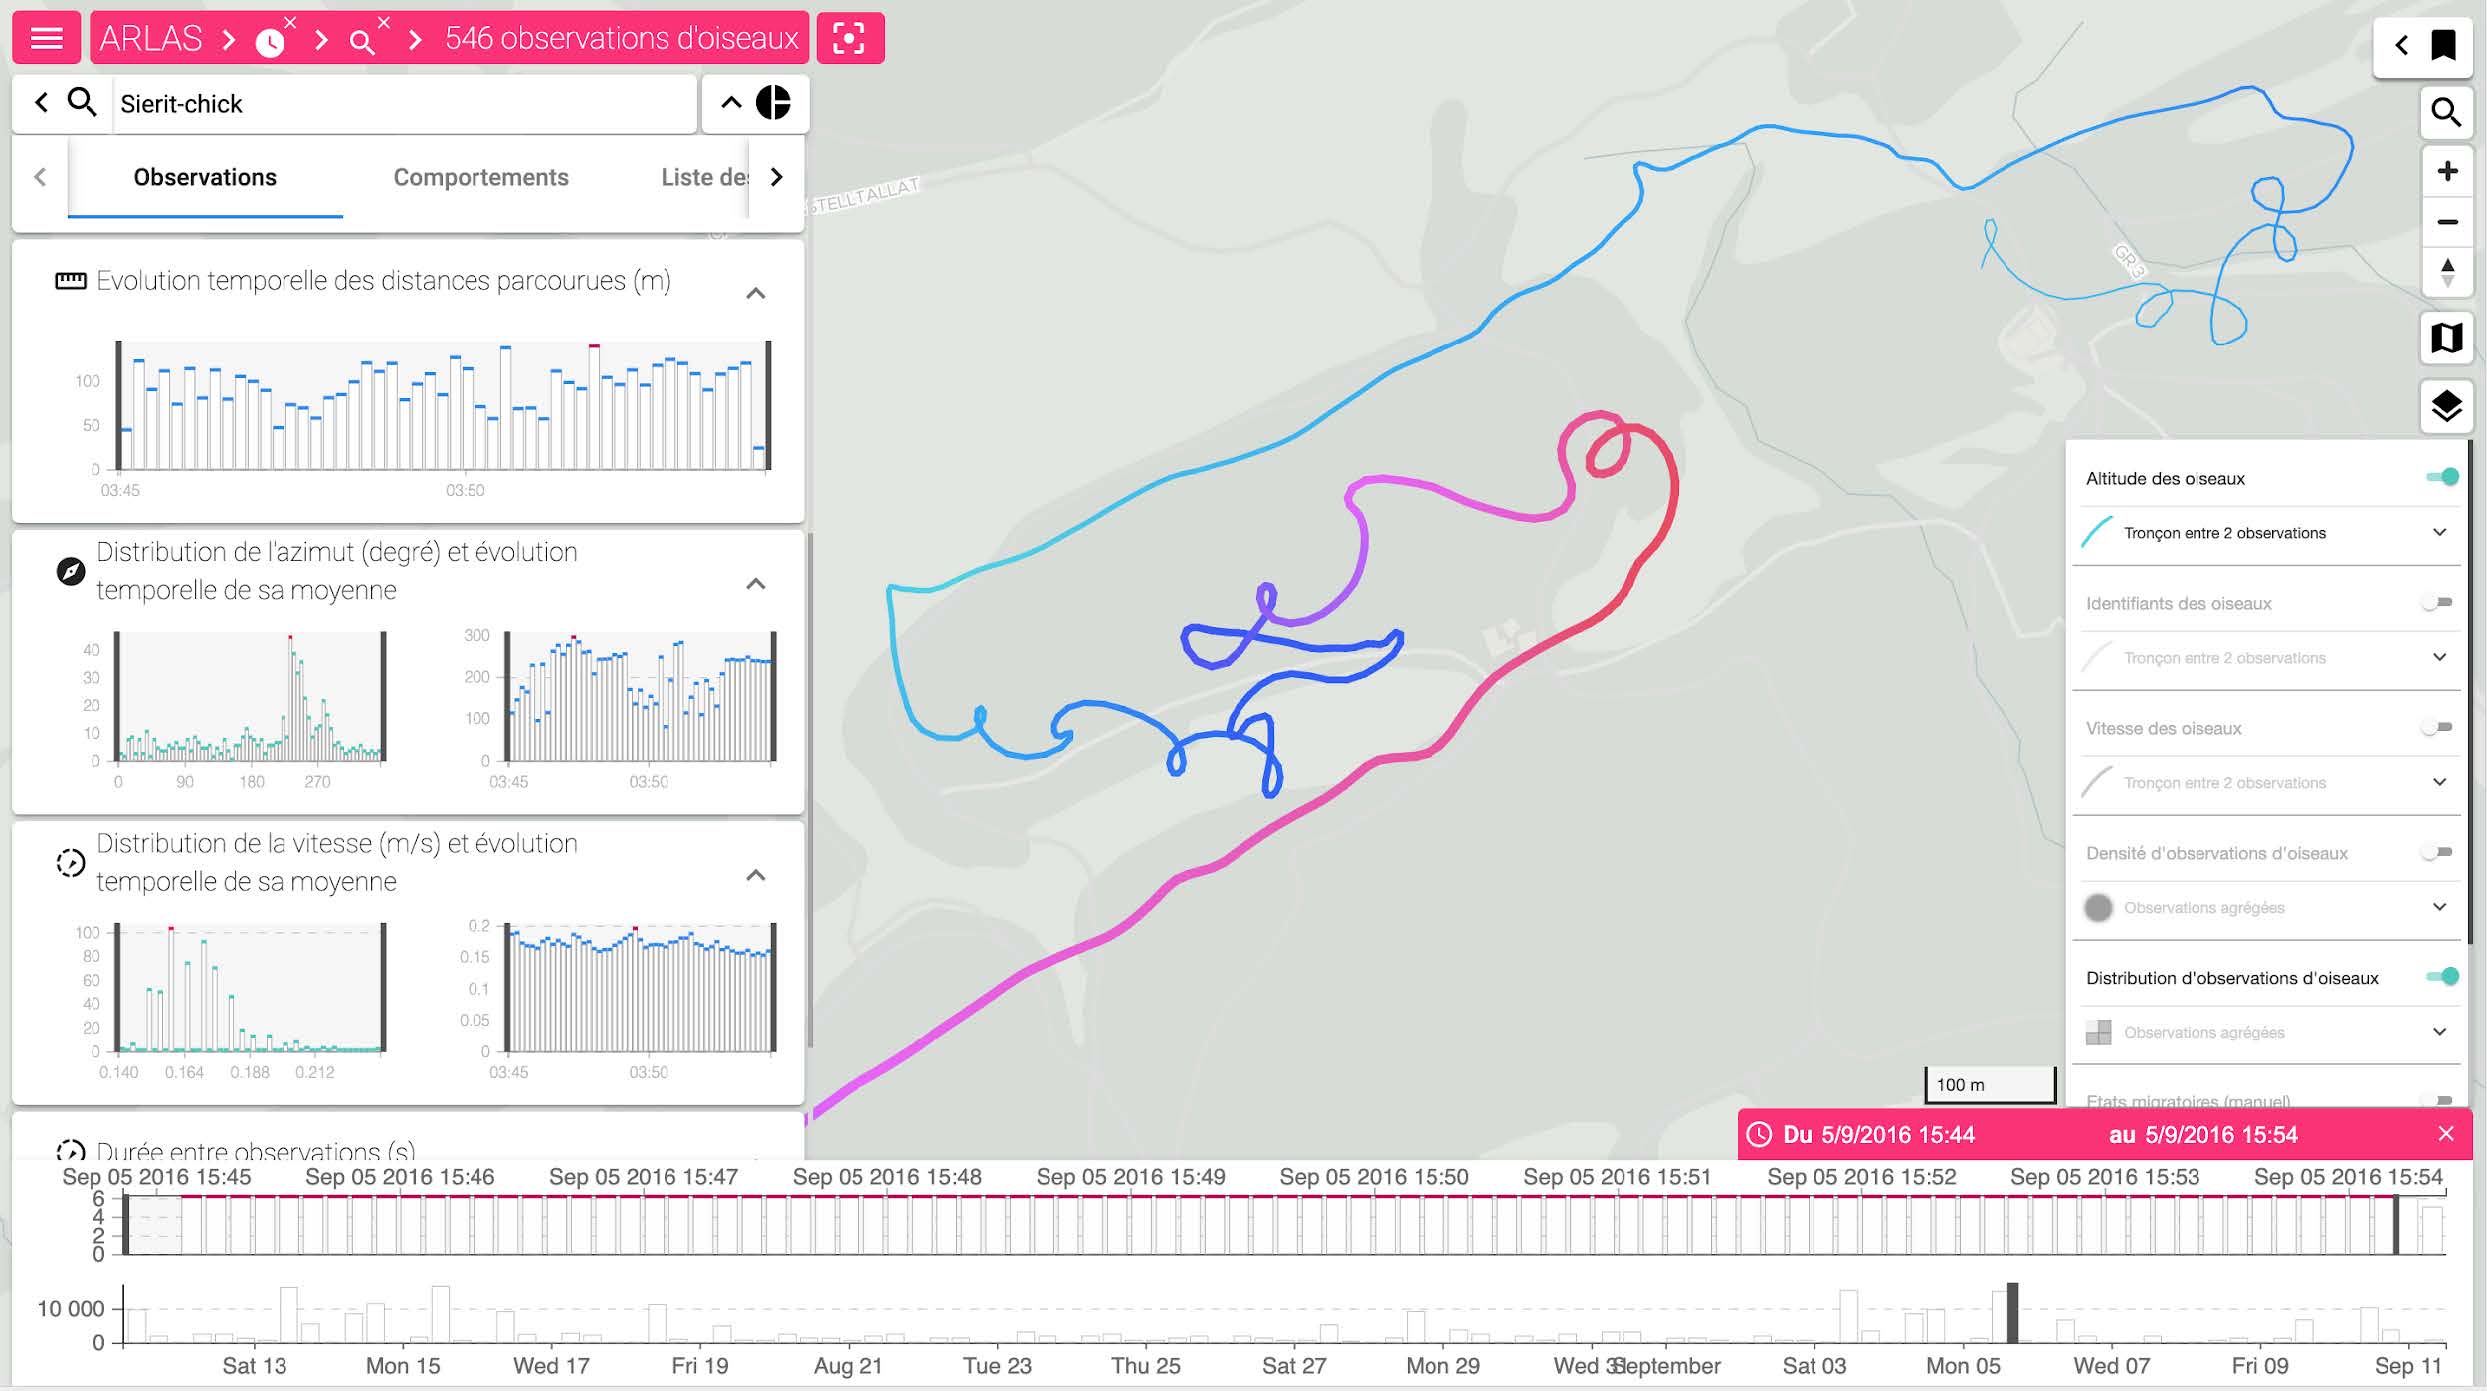 ARLAS
546 observations d'oiseaux
Sierit-chick
Observations
Comportements
Liste des
Evolution temporelle des distances parcourues (m)
100
50
0
03:45
03:50
Distribution de l'azimut (degré) et évolution
temporelle de sa moyenne
40
30
20
10
0
0
90
180
270
300
200
100
0
03:45
03:50
Distribution de la vitesse (m/s) et évolution
temporelle de sa moyenne
100
80
60
40
20
0
0.140
0.164
0.188
0.212
0.2
0.15
0.1
0.05
0
03:45
03:50
Durée entre observations (s)
STELLTALLAT
GR 3
Altitude des oiseaux
Tronçon entre 2 observations
Identifiants des oiseaux
Tronçon entre 2 observations
Vitesse des oiseaux
Tronçon entre 2 observations
Densité d'observations d'oiseaux
Observations agrégées
Distribution d'observations d'oiseaux
Observations agrégées
Etats migratoires (manuel)
100 m
Du 5/9/2016 15:44 au 5/9/2016 15:54
Sep 05 2016 15:45
Sep 05 2016 15:46
Sep 05 2016 15:47
Sep 05 2016 15:48
Sep 05 2016 15:49
Sep 05 2016 15:50
Sep 05 2016 15:51
Sep 05 2016 15:52
Sep 05 2016 15:53
Sep 05 2016 15:54
6
4
2
0
10 000
0
Sat 13
Mon 15
Wed 17
Fri 19
Aug 21
Tue 23
Thu 25
Sat 27
Mon 29
Wed 31
September
Sat 03
Mon 05
Wed 07
Fri 09
Sep 11